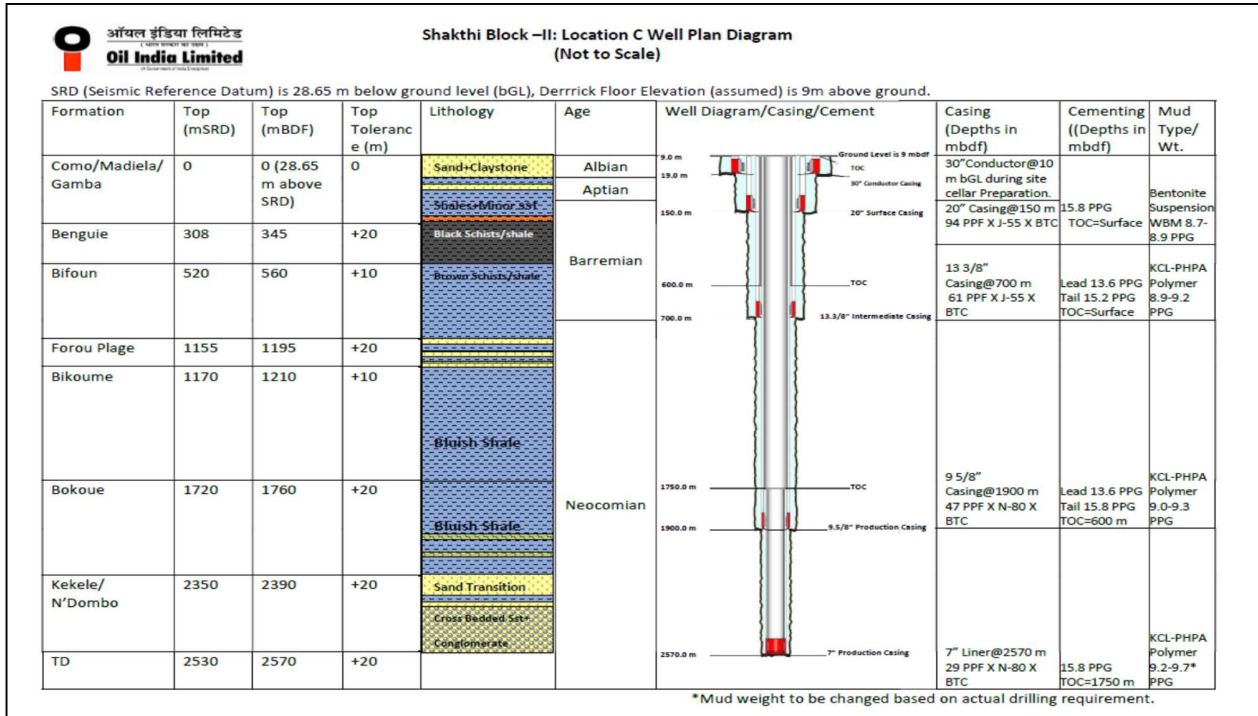 ऑयल इंडिया लिमिटेड
Oil India Limited
Shakthi Block –II: Location C Well Plan Diagram
(Not to Scale)
SRD (Seismic Reference Datum) is 28.65 m below ground level (bGL), Derrrick Floor Elevation (assumed) is 9m above ground.
Formation
Top
(mSRD)
Top
(mBDF)
Top
Toleranc
e (m)
Lithology
Age
Well Diagram/Casing/Cement
Casing
(Depths in
mbdf)
Cementing
((Depths in
mbdf)
Mud
Type/
Wt.
Como/Madiela/
Gamba
0
0 (28.65
m above
SRD)
0
Sand+Claystone
Shales+Minor Sst
Albian
Aptian
Barremian
9.0 m
Ground Level is 9 mbdf
TOC
19.0 m
30" Conductor Casing
150.0 m
20" Surface Casing
30"Conductor@10
m bGL during site
cellar Preparation.
20" Casing@150 m
94 PPF X J-55 X BTC
15.8 PPG
TOC=Surface
Bentonite
Suspension
WBM 8.7-
8.9 PPG
Benguie
308
345
+20
Black Schists/shale
Bifoun
520
560
+10
Brown Schists/shale
600.0 m
TOC
700.0 m
13.3/8" Intermediate Casing
13 3/8"
Casing@700 m
61 PPF X J-55 X
BTC
Lead 13.6 PPG
Tail 15.2 PPG
TOC=Surface
KCL-PHPA
Polymer
8.9-9.2
PPG
Forou Plage
1155
1195
+20
Bikoume
1170
1210
+10
Bluish Shale
Neocomian
Bokoue
1720
1760
+20
Bluish Shale
1750.0 m
TOC
1900.0 m
9.5/8" Production Casing
9 5/8"
Casing@1900 m
47 PPF X N-80 X
BTC
Lead 13.6 PPG
Tail 15.8 PPG
TOC=600 m
KCL-PHPA
Polymer
9.0-9.3
PPG
Kekele/
N'Dombo
2350
2390
+20
Sand Transition
Cross Bedded Sst+
Conglomerate
TD
2530
2570
+20
2570.0 m
7" Production Casing
7" Liner@2570 m
29 PPF X N-80 X
BTC
15.8 PPG
TOC=1750 m
KCL-PHPA
Polymer
9.2-9.7*
PPG
*Mud weight to be changed based on actual drilling requirement.